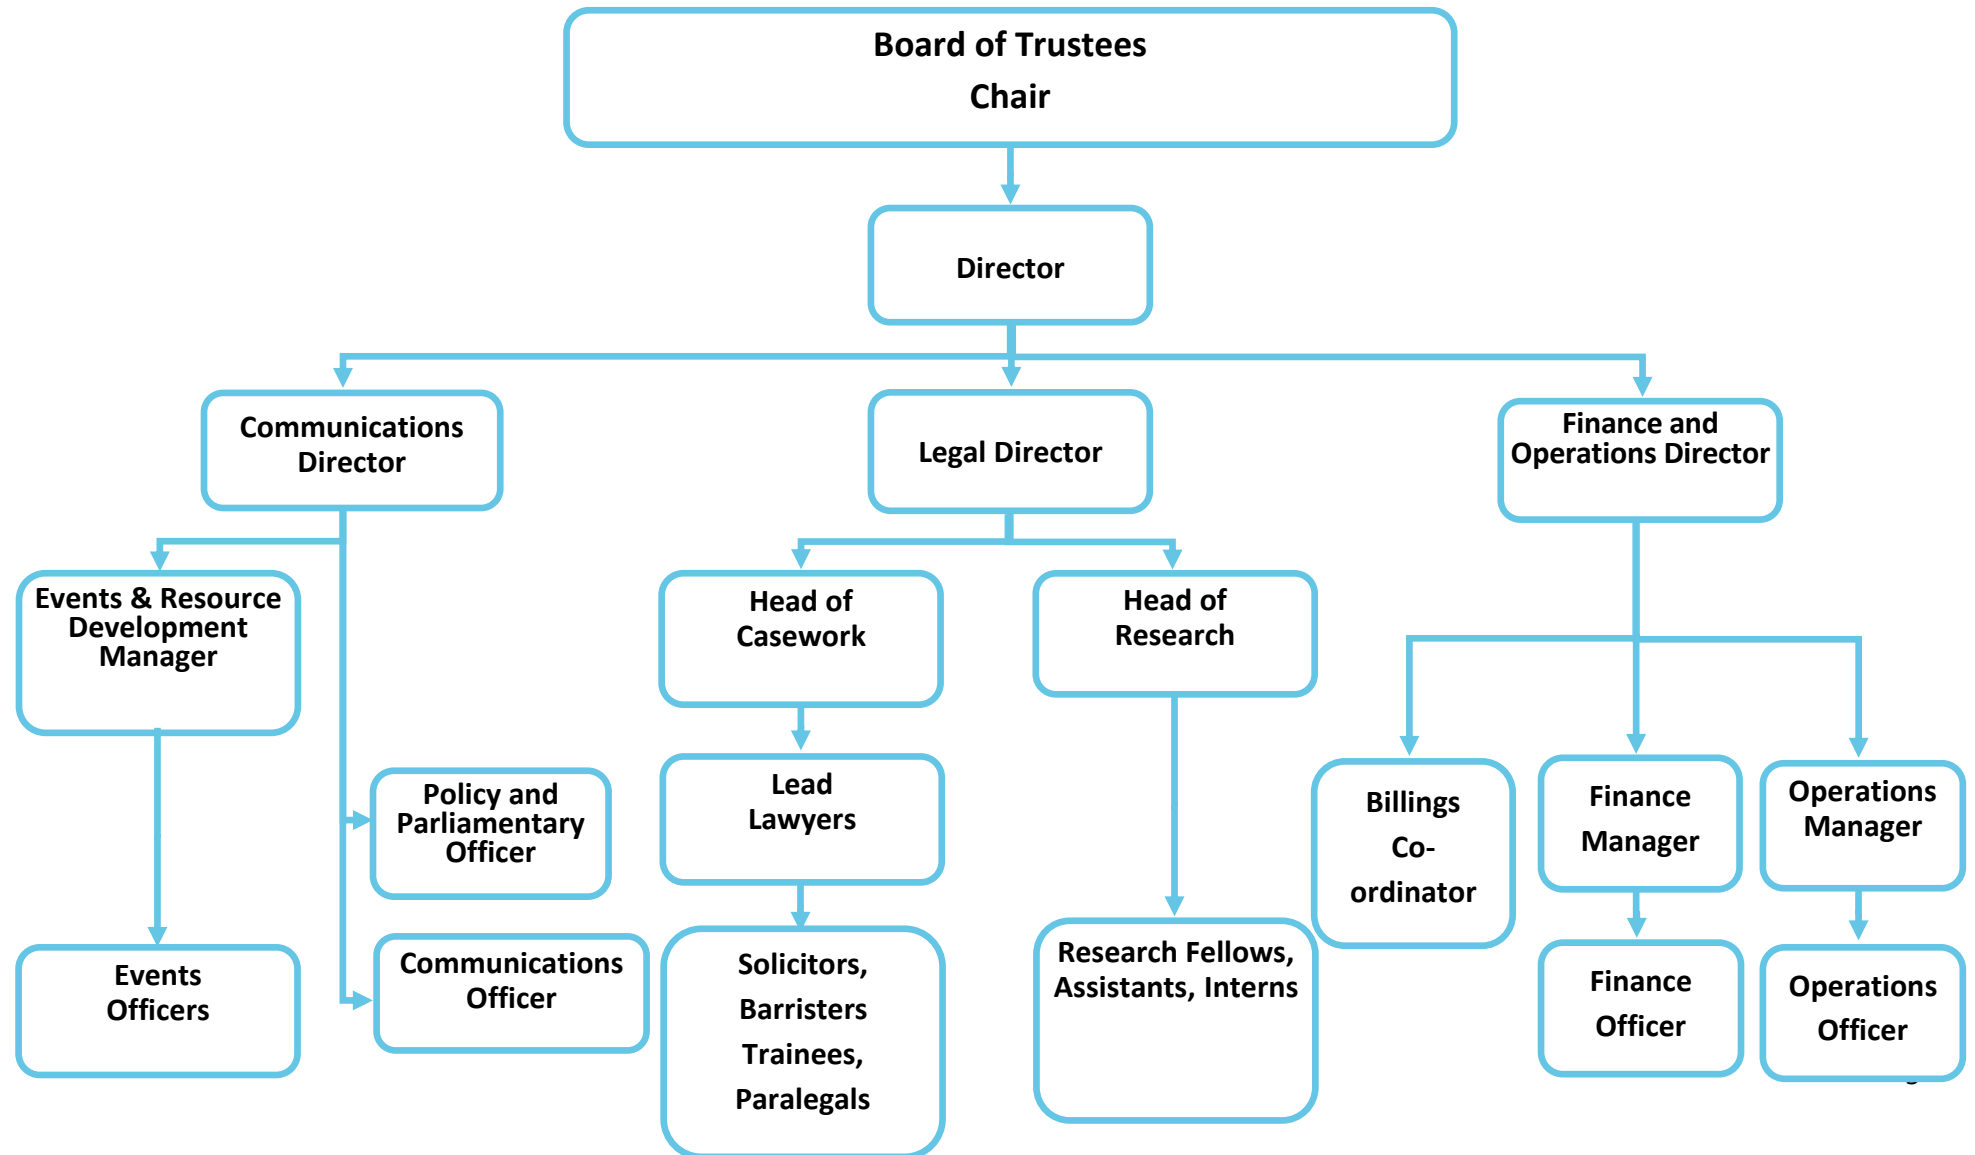 Board of Trustees
Chair
Director
Communications
Director
Legal Director
Finance and
Operations Director
Events & Resource
Development
Manager
Head of
Casework
Head of
Research
Policy and
Parliamentary
Officer
Lead
Lawyers
Billings
Co-
ordinator
Finance
Manager
Operations
Manager
Events
Officers
Communications
Officer
Solicitors,
Barristers
Trainees,
Paralegals
Research Fellows,
Assistants, Interns
Finance
Officer
Operations
Officer